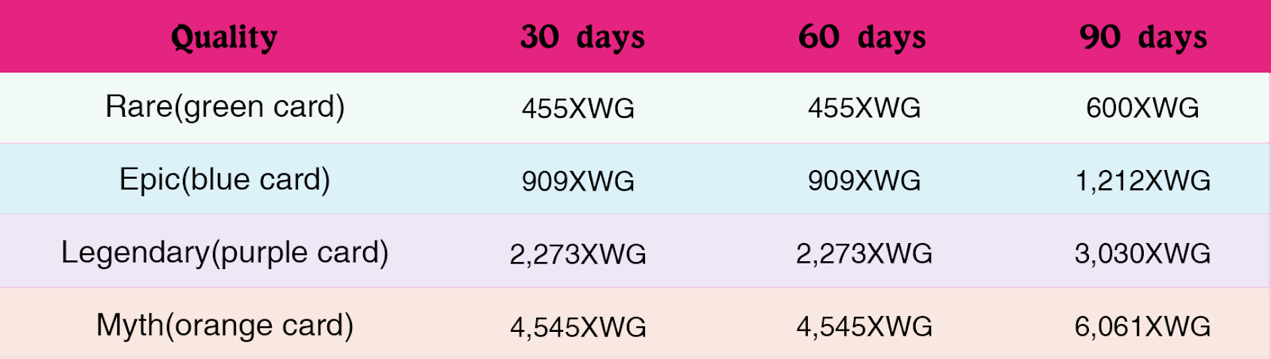 Quality 30 days 60 days 90 days
Rare(green card) 455XWG 455XWG 600XWG
Epic(blue card) 909XWG 909XWG 1,212XWG
Legendary(purple card) 2,273XWG 2,273XWG 3,030XWG
Myth(orange card) 4,545XWG 4,545XWG 6,061XWG